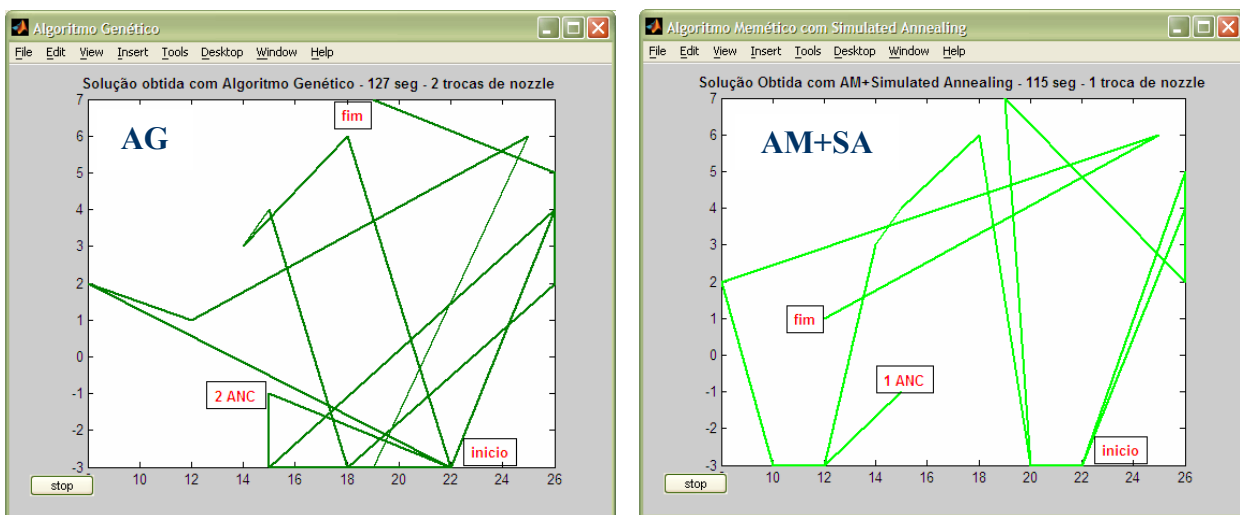 Algoritmo Genético
File Edit View Insert Tools Desktop Window Help
Solução obtida com Algoritmo Genético - 127 seg - 2 trocas de nozzle
7
6
5
4
3
2
1
0
-1
-2
-3
10 12 14 16 18 20 22 24 26
AG
fim
2 ANC
inicio
stop
Algoritmo Memético com Simulated Annealing
File Edit View Insert Tools Desktop Window Help
Solução Obtida com AM+Simulated Annealing - 115 seg - 1 troca de nozzle
7
6
5
4
3
2
1
0
-1
-2
-3
10 12 14 16 18 20 22 24 26
AM+SA
fim
1 ANC
inicio
stop